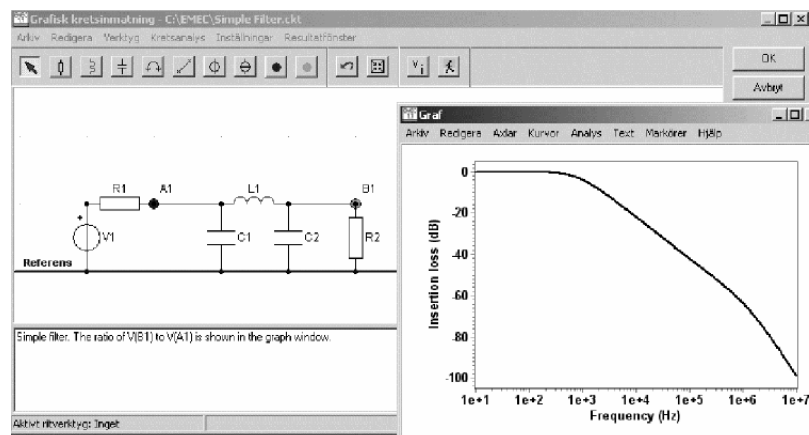 Grafisk kretsinmatning - C:\EMEC\Simple Filter.ckt
Arkiv Redigera Verktyg Kretsanalys Inställningar Resultatfönster
OK
Avbryt
R1 A1 L1 B1
+
V1 C1 C2 R2
Referens
Simple filter. The ratio of V(B1) to V(A1) is shown in the graph window.
Aktivt ritverktyg: Inget
Graf
Arkiv Redigera Axlar Kurvor Analys Text Markörer Hjälp
Insertion loss (dB)
0
-20
-40
-60
-80
-100
1e+1 1e+2 1e+3 1e+4 1e+5 1e+6 1e+7
Frequency (Hz)